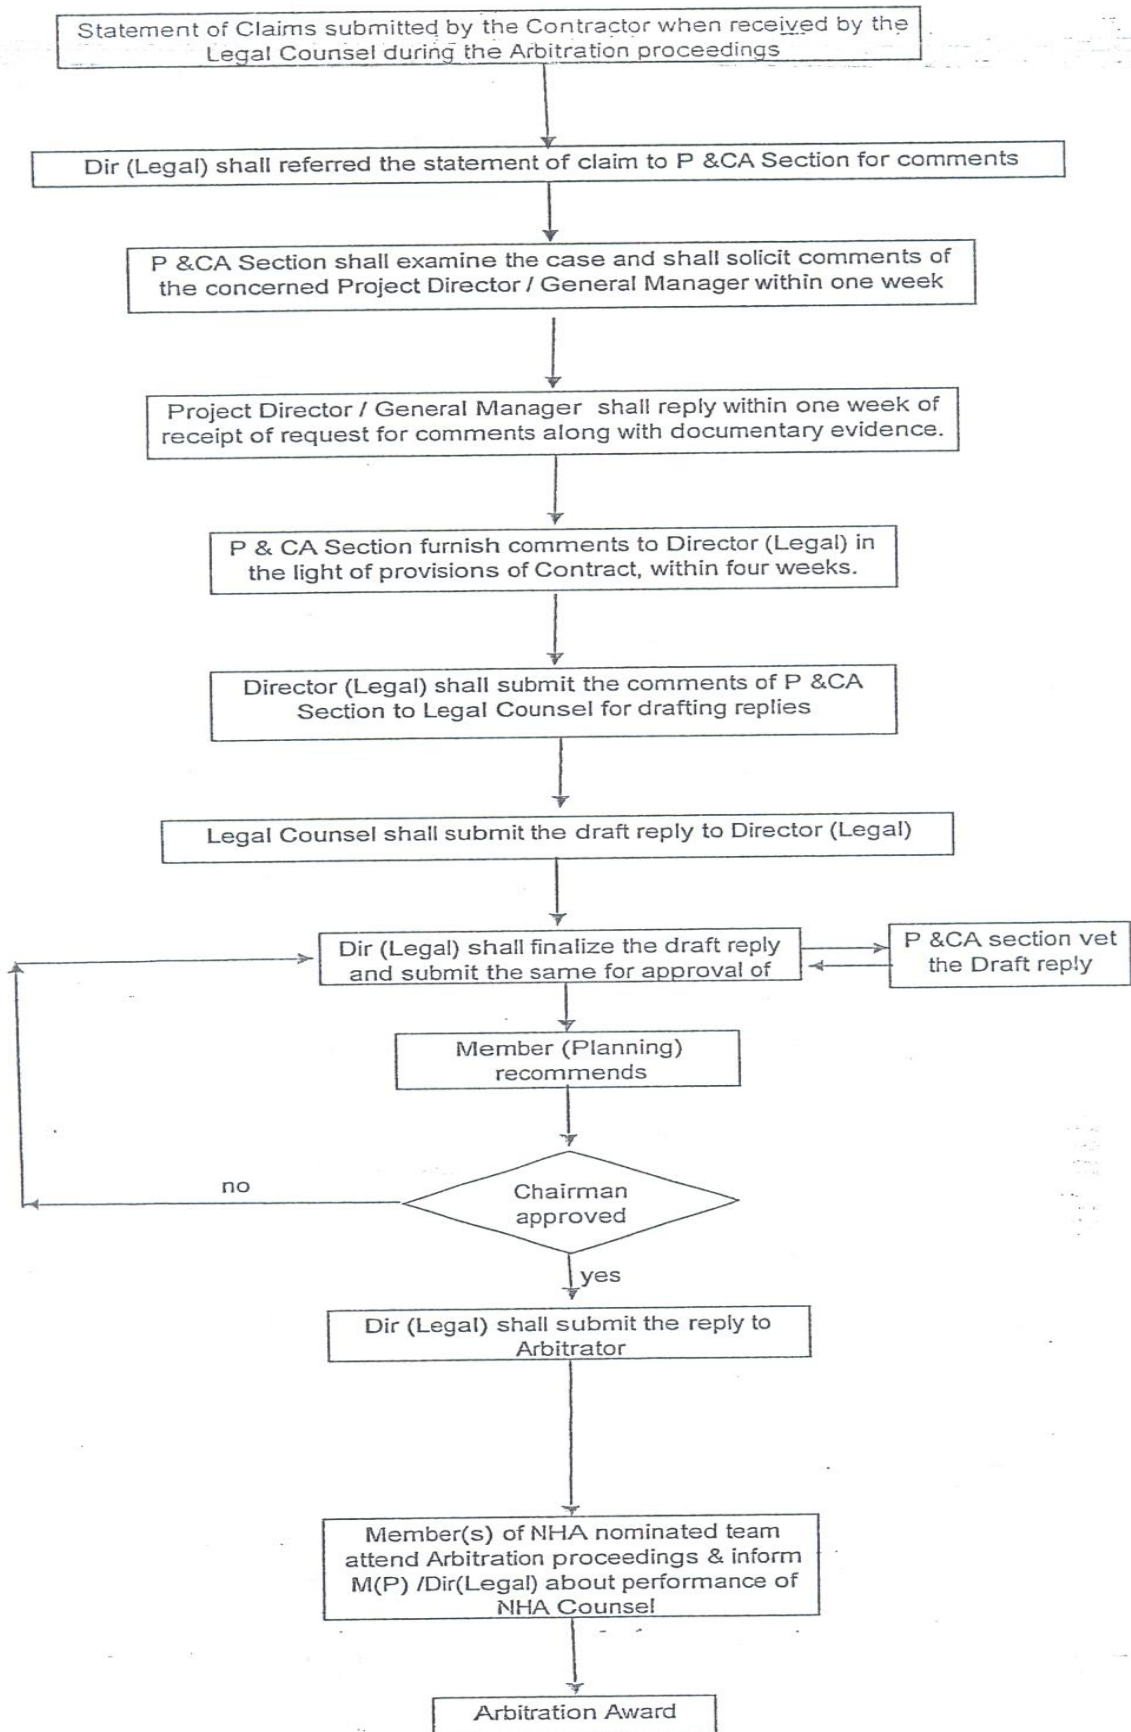 Statement of Claims submitted by the Contractor when received by the
Legal Counsel during the Arbitration proceedings
Dir (Legal) shall referred the statement of claim to P &CA Section for comments
P &CA Section shall examine the case and shall solicit comments of
the concerned Project Director / General Manager within one week
Project Director / General Manager shall reply within one week of
receipt of request for comments along with documentary evidence.
P & CA Section furnish comments to Director (Legal) in
the light of provisions of Contract, within four weeks.
Director (Legal) shall submit the comments of P &CA
Section to Legal Counsel for drafting replies
Legal Counsel shall submit the draft reply to Director (Legal)
Dir (Legal) shall finalize the draft reply
and submit the same for approval of
P &CA section vet
the Draft reply
Member (Planning)
recommends
no
Chairman
approved
yes
Dir (Legal) shall submit the reply to
Arbitrator
Member(s) of NHA nominated team
attend Arbitration proceedings & inform
M(P) /Dir(Legal) about performance of
NHA Counsel
Arbitration Award